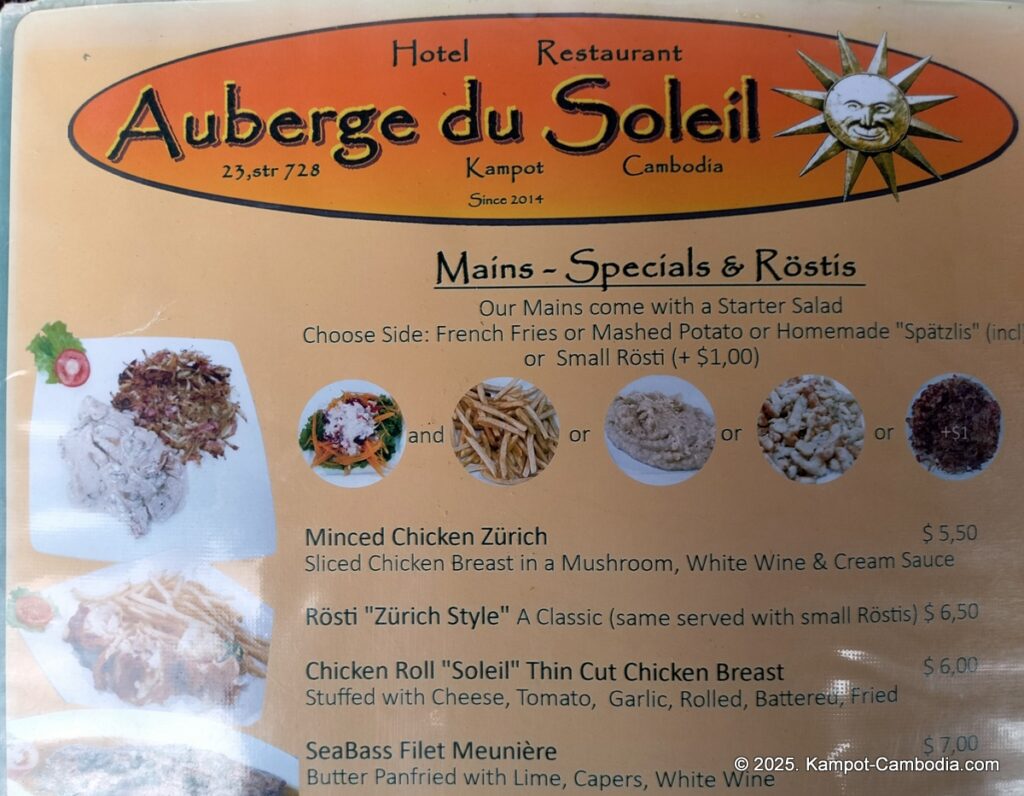 Hotel Restaurant
Auberge du Soleil
23,str 728 Kampot Cambodia
Since 2014
Mains - Specials & Röstis
Our Mains come with a Starter Salad
Choose Side: French Fries or Mashed Potato or Homemade "Spätzlis" (incl
or Small Rösti (+ $1,00)
and or or or +$1
Minced Chicken Zürich $ 5,50
Sliced Chicken Breast in a Mushroom, White Wine & Cream Sauce
Rösti "Zürich Style" A Classic (same served with small Röstis) $ 6,50
Chicken Roll "Soleil" Thin Cut Chicken Breast $ 6,00
Stuffed with Cheese, Tomato, Garlic, Rolled, Battered, Fried
SeaBass Filet Meunière $ 7,00
Butter Panfried with Lime, Capers, White Wine
© 2025. Kampot-Cambodia.com